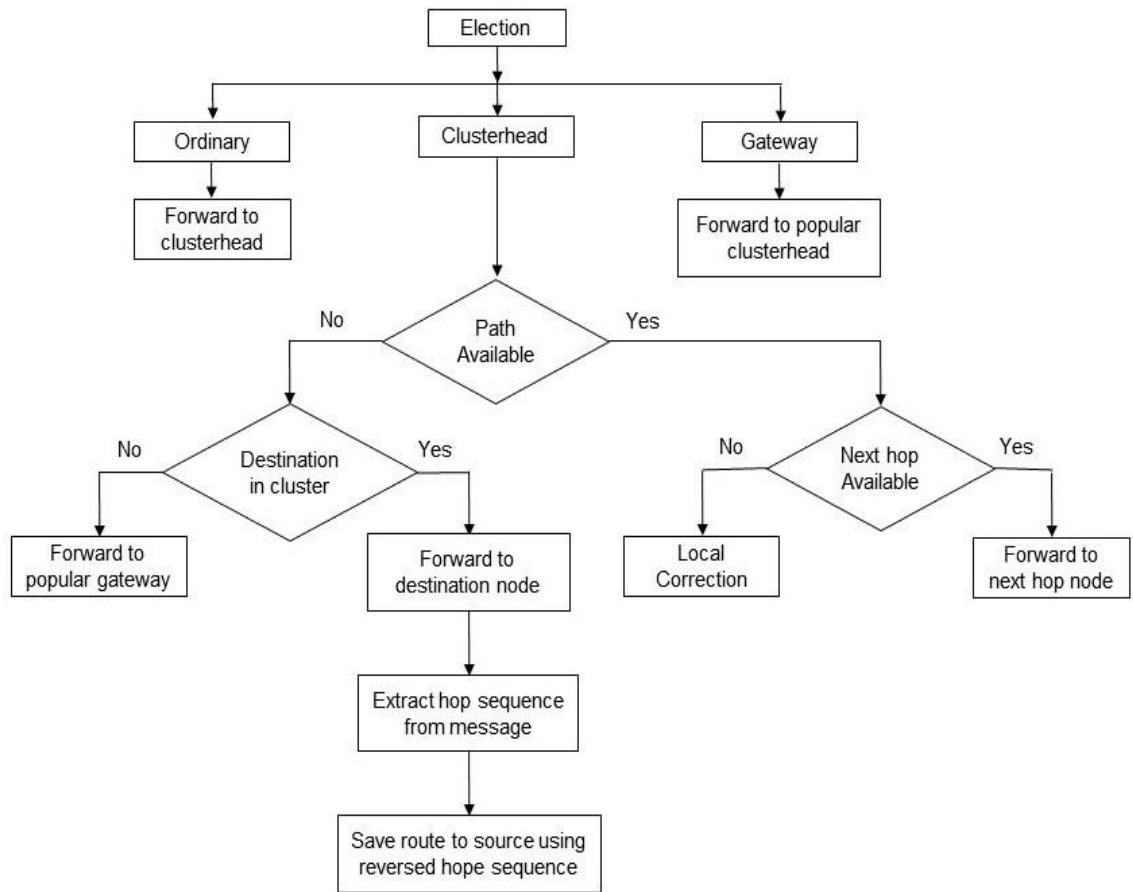 Election
Ordinary
Clusterhead
Gateway
Forward to
clusterhead
Forward to popular
clusterhead
No
Path
Available
Yes
No
Destination
in cluster
Yes
No
Next hop
Available
Yes
Forward to
popular gateway
Forward to
destination node
Local
Correction
Forward to
next hop node
Extract hop sequence
from message
Save route to source using
reversed hope sequence